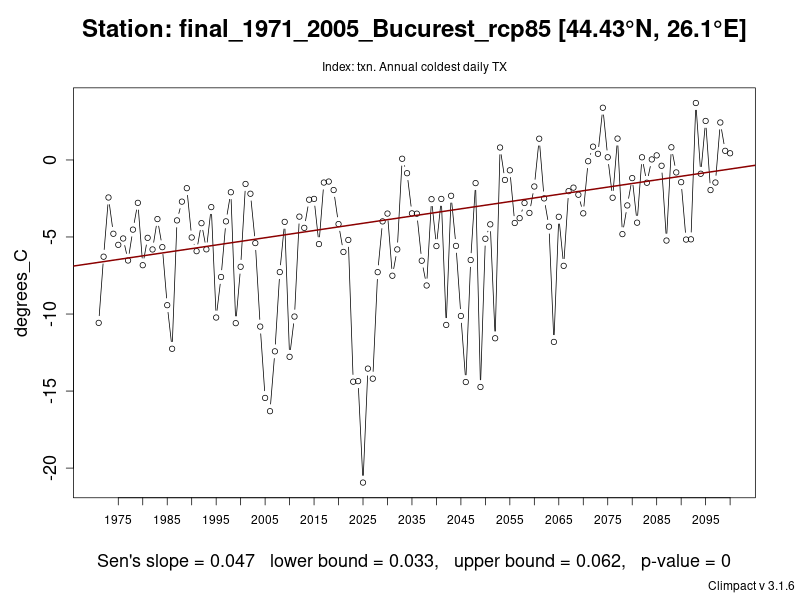 Station: final_1971_2005_Bucurest_rcp85 [44.43°N, 26.1°E]
Index: txn. Annual coldest daily TX
degrees_C
0
-5
-10
-15
-20
1975 1985 1995 2005 2015 2025 2035 2045 2055 2065 2075 2085 2095
Sen's slope = 0.047 lower bound = 0.033, upper bound = 0.062, p-value = 0
Climpact v 3.1.6